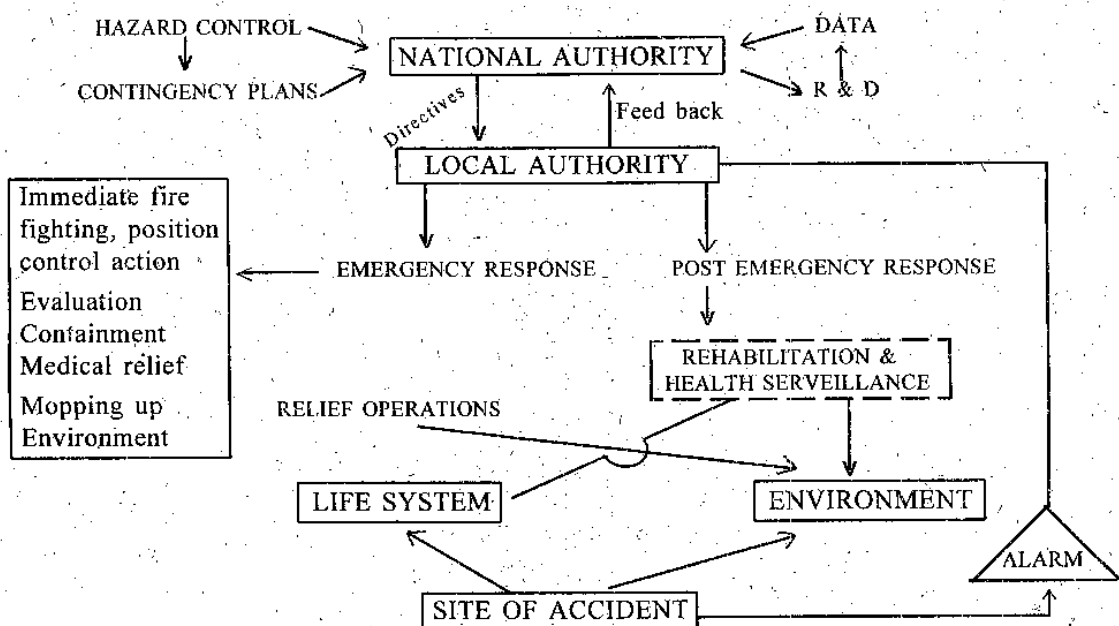 HAZARD CONTROL
DATA
NATIONAL AUTHORITY
CONTINGENCY PLANS
R & D
Directives
Feed back
LOCAL AUTHORITY
Immediate fire
fighting, position
control action
Evaluation
Containment
Medical relief
Mopping up
Environment
EMERGENCY RESPONSE
POST EMERGENCY RESPONSE
REHABILITATION &
HEALTH SERVEILLANCE
RELIEF OPERATIONS
LIFE SYSTEM
ENVIRONMENT
ALARM
SITE OF ACCIDENT